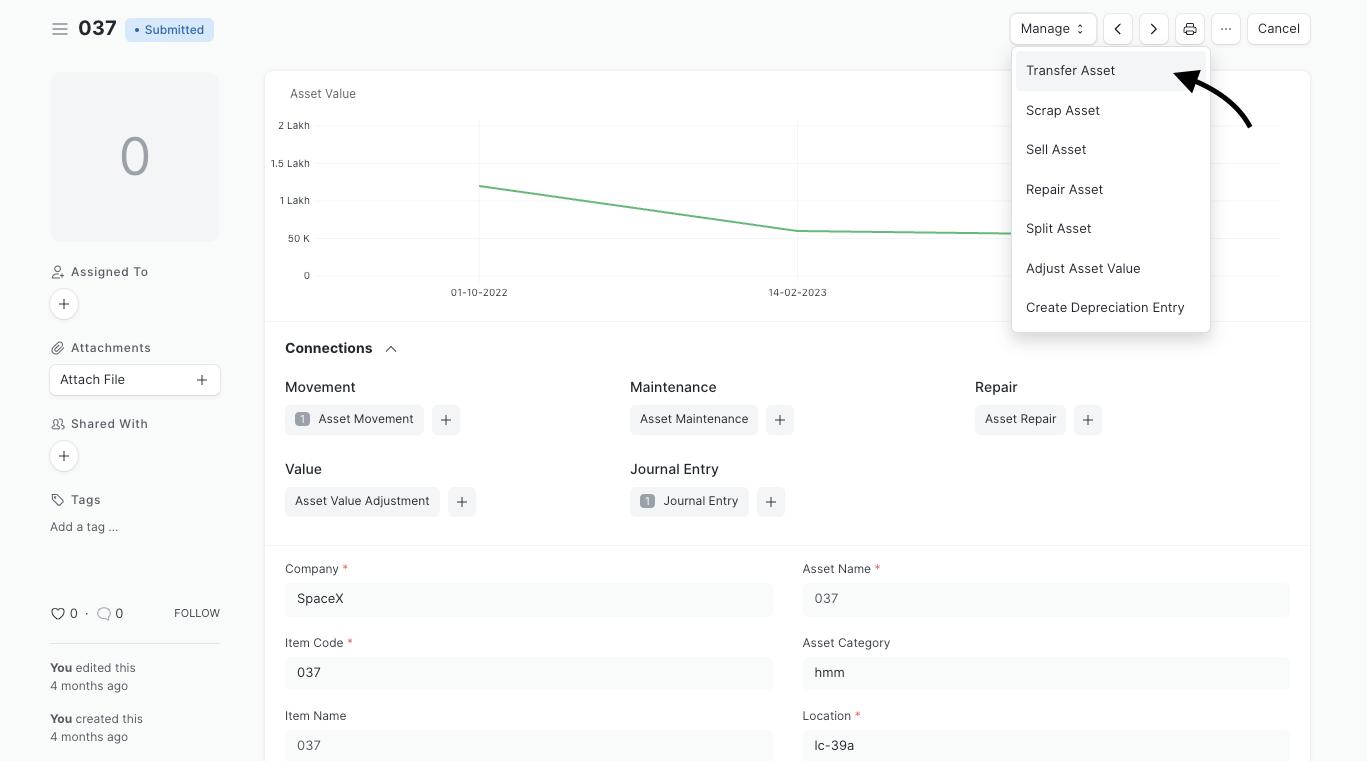 037
• Submitted
Manage
...
Cancel
Transfer Asset
Scrap Asset
Sell Asset
Repair Asset
Split Asset
Adjust Asset Value
Create Depreciation Entry
0
Assigned To
+
Attachments
Attach File +
Shared With
+
Tags
Add a tag ...
0 · 0 FOLLOW
You edited this
4 months ago
You created this
4 months ago
Asset Value
2 Lakh
1.5 Lakh
1 Lakh
50 K
0
01-10-2022
14-02-2023
Connections
Movement
1 Asset Movement +
Maintenance
Asset Maintenance +
Repair
Asset Repair +
Value
Asset Value Adjustment +
Journal Entry
1 Journal Entry +
Company *
SpaceX
Asset Name *
037
Item Code *
037
Asset Category
hmm
Item Name
037
Location *
lc-39a